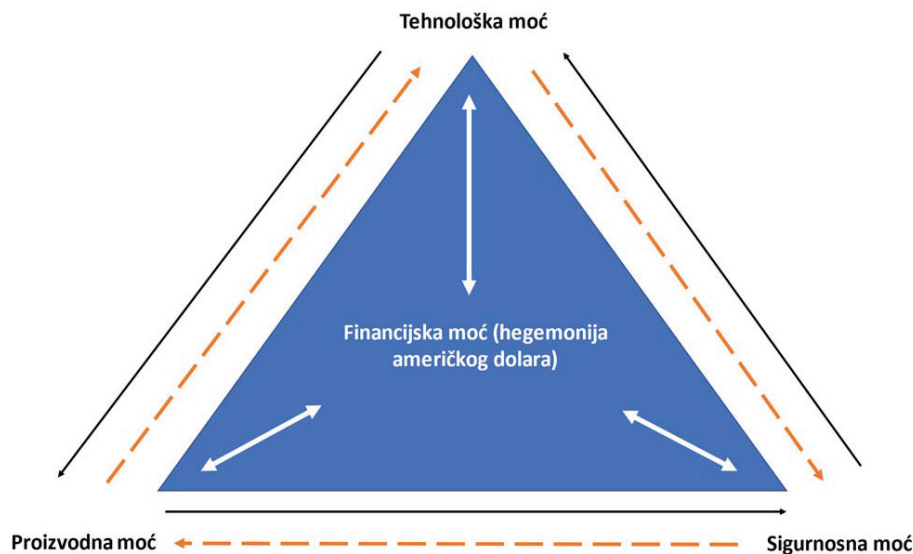 Tehnološka moć
Financijska moć (hegemonija
američkog dolara)
Proizvodna moć
Sigurnosna moć